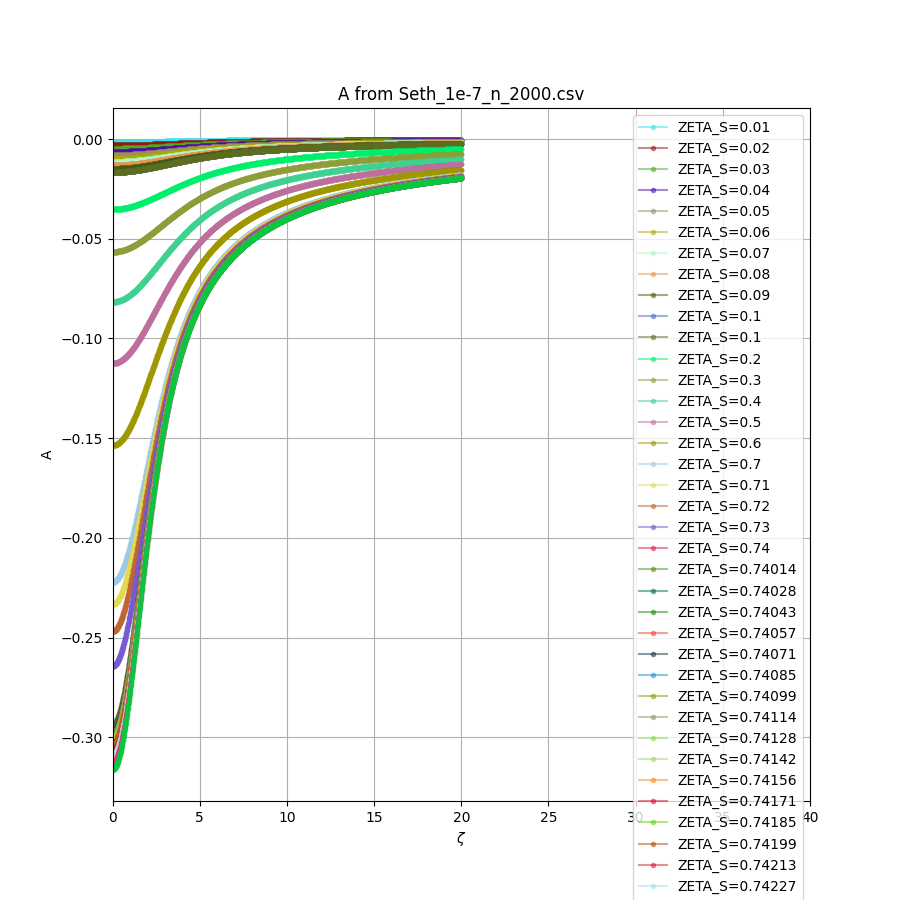 A from Seth_1e-7_n_2000.csv
0.00
−0.05
−0.10
−0.15
−0.20
−0.25
−0.30
A
0
5
10
15
20
25
30
35
40
ζ
ZETA_S=0.01
ZETA_S=0.02
ZETA_S=0.03
ZETA_S=0.04
ZETA_S=0.05
ZETA_S=0.06
ZETA_S=0.07
ZETA_S=0.08
ZETA_S=0.09
ZETA_S=0.1
ZETA_S=0.1
ZETA_S=0.2
ZETA_S=0.3
ZETA_S=0.4
ZETA_S=0.5
ZETA_S=0.6
ZETA_S=0.7
ZETA_S=0.71
ZETA_S=0.72
ZETA_S=0.73
ZETA_S=0.74
ZETA_S=0.74014
ZETA_S=0.74028
ZETA_S=0.74043
ZETA_S=0.74057
ZETA_S=0.74071
ZETA_S=0.74085
ZETA_S=0.74099
ZETA_S=0.74114
ZETA_S=0.74128
ZETA_S=0.74142
ZETA_S=0.74156
ZETA_S=0.74171
ZETA_S=0.74185
ZETA_S=0.74199
ZETA_S=0.74213
ZETA_S=0.74227